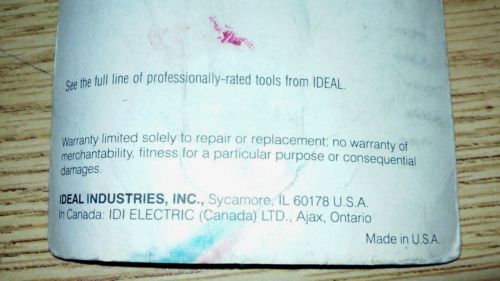 See the full line of professionally-rated tools from IDEAL.
Warranty limited solely to repair or replacement; no warranty of
merchantability, fitness for a particular purpose or consequential
damages.
IDEAL INDUSTRIES, INC., Sycamore, IL 60178 U.S.A.
In Canada: IDI ELECTRIC (Canada) LTD., Ajax, Ontario
Made in U.S.A.